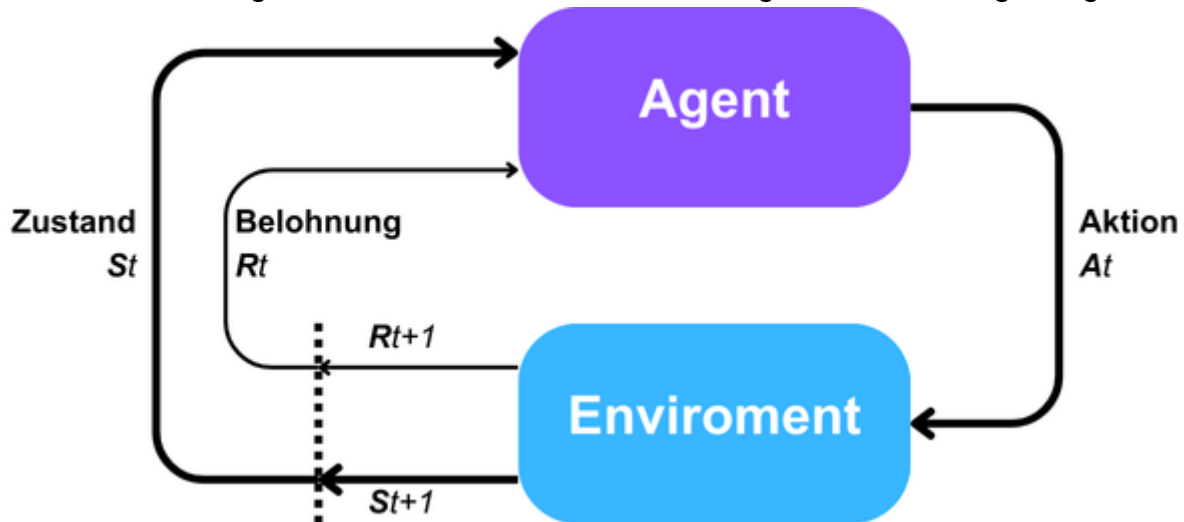 Agent
Zustand
St
Belohnung
Rt
Aktion
At
Rt+1
Enviroment
St+1